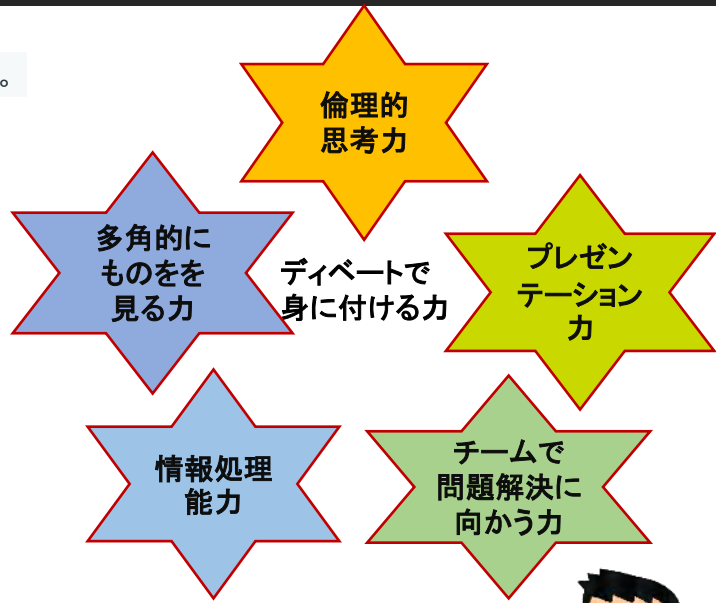 。
倫理的
思考力
多角的に
ものをを
見る力
ディベートで
身に付ける力
プレゼン
テーション
力
情報処理
能力
チームで
問題解決に
向かう力